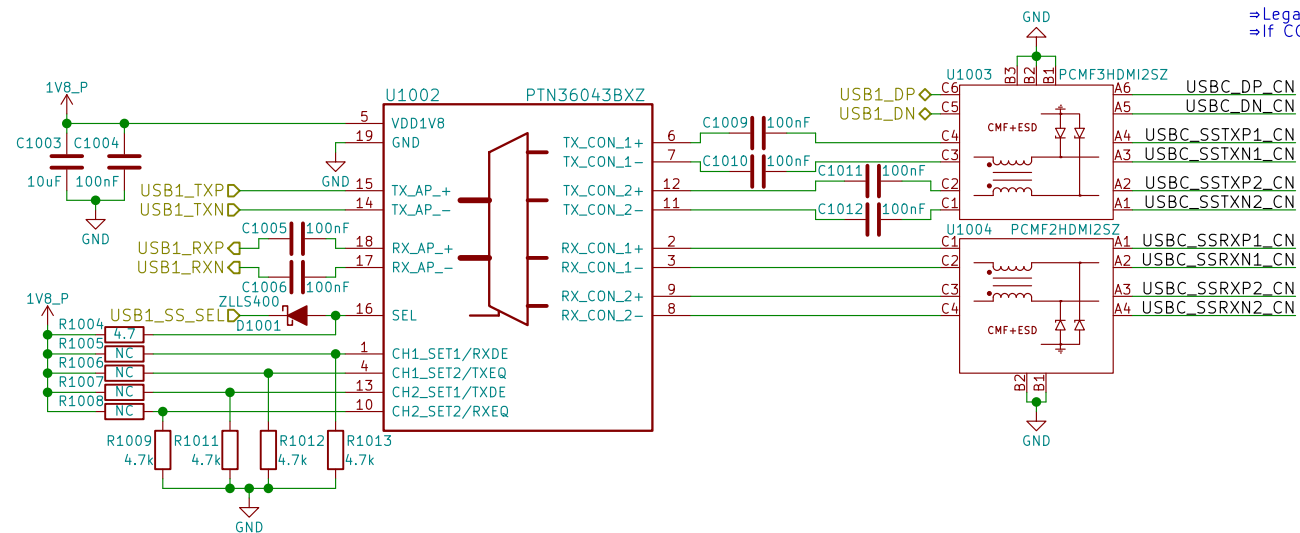 GND
⇒Lega
⇒If CC
1V8_P
U1002 PTN36043BXZ
U1003 PCMF3HDMI2SZ
B3 B2 B1
C6 A6 USBC_DP_CN
USB1_DP
C5 A5 USBC_DN_CN
USB1_DN
5 VDD1V8
C1003 C1004
19 GND
TX_CON_1+ 6
C1009 100nF
C4 CMF+ESD A4 USBC_SSTXP1_CN
TX_CON_1- 7
C1010 100nF
C3 A3 USBC_SSTXN1_CN
10uF 100nF
GND
USB1_TXP 15 TX_AP_+
TX_CON_2+ 12
C1011 100nF
C2 A2 USBC_SSTXP2_CN
USB1_TXN 14 TX_AP_-
TX_CON_2- 11
C1012 100nF
C1 A1 USBC_SSTXN2_CN
GND
C1005 100nF
U1004 PCMF2HDMI2SZ
USB1_RXP 18 RX_AP_+
RX_CON_1+ 2
C1 A1 USBC_SSRXP1_CN
USB1_RXN 17 RX_AP_-
RX_CON_1- 3
C2 A2 USBC_SSRXN1_CN
C1006 100nF
1V8_P
ZLLS400
RX_CON_2+ 9
C3 A3 USBC_SSRXP2_CN
USB1_SS_SEL D1001 16 SEL
RX_CON_2- 8
C4 A4 USBC_SSRXN2_CN
CMF+ESD
R1004 4.7
R1005 NC 1 CH1_SET1/RXDE
R1006 NC 4 CH1_SET2/TXEQ
R1007 NC 13 CH2_SET1/TXDE
R1008 NC 10 CH2_SET2/RXEQ
B2 B1
GND
R1009 R1011 R1012 R1013
4.7k 4.7k 4.7k 4.7k
GND